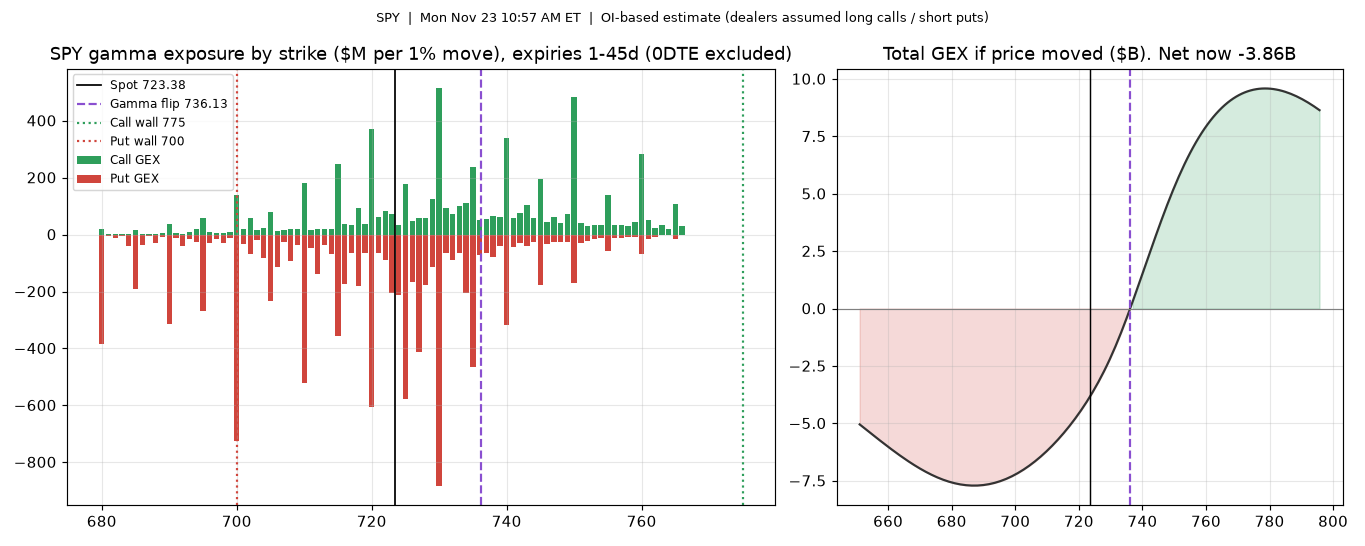 SPY | Mon Nov 23 10:57 AM ET | OI-based estimate (dealers assumed long calls / short puts)
SPY gamma exposure by strike ($M per 1% move), expiries 1-45d (0DTE excluded)
Spot 723.38
Gamma flip 736.13
Call wall 775
Put wall 700
Call GEX
Put GEX
400
200
0
−200
−400
−600
−800
680 700 720 740 760
Total GEX if price moved ($B). Net now -3.86B
10.0
7.5
5.0
2.5
0.0
−2.5
−5.0
−7.5
660 680 700 720 740 760 780 800